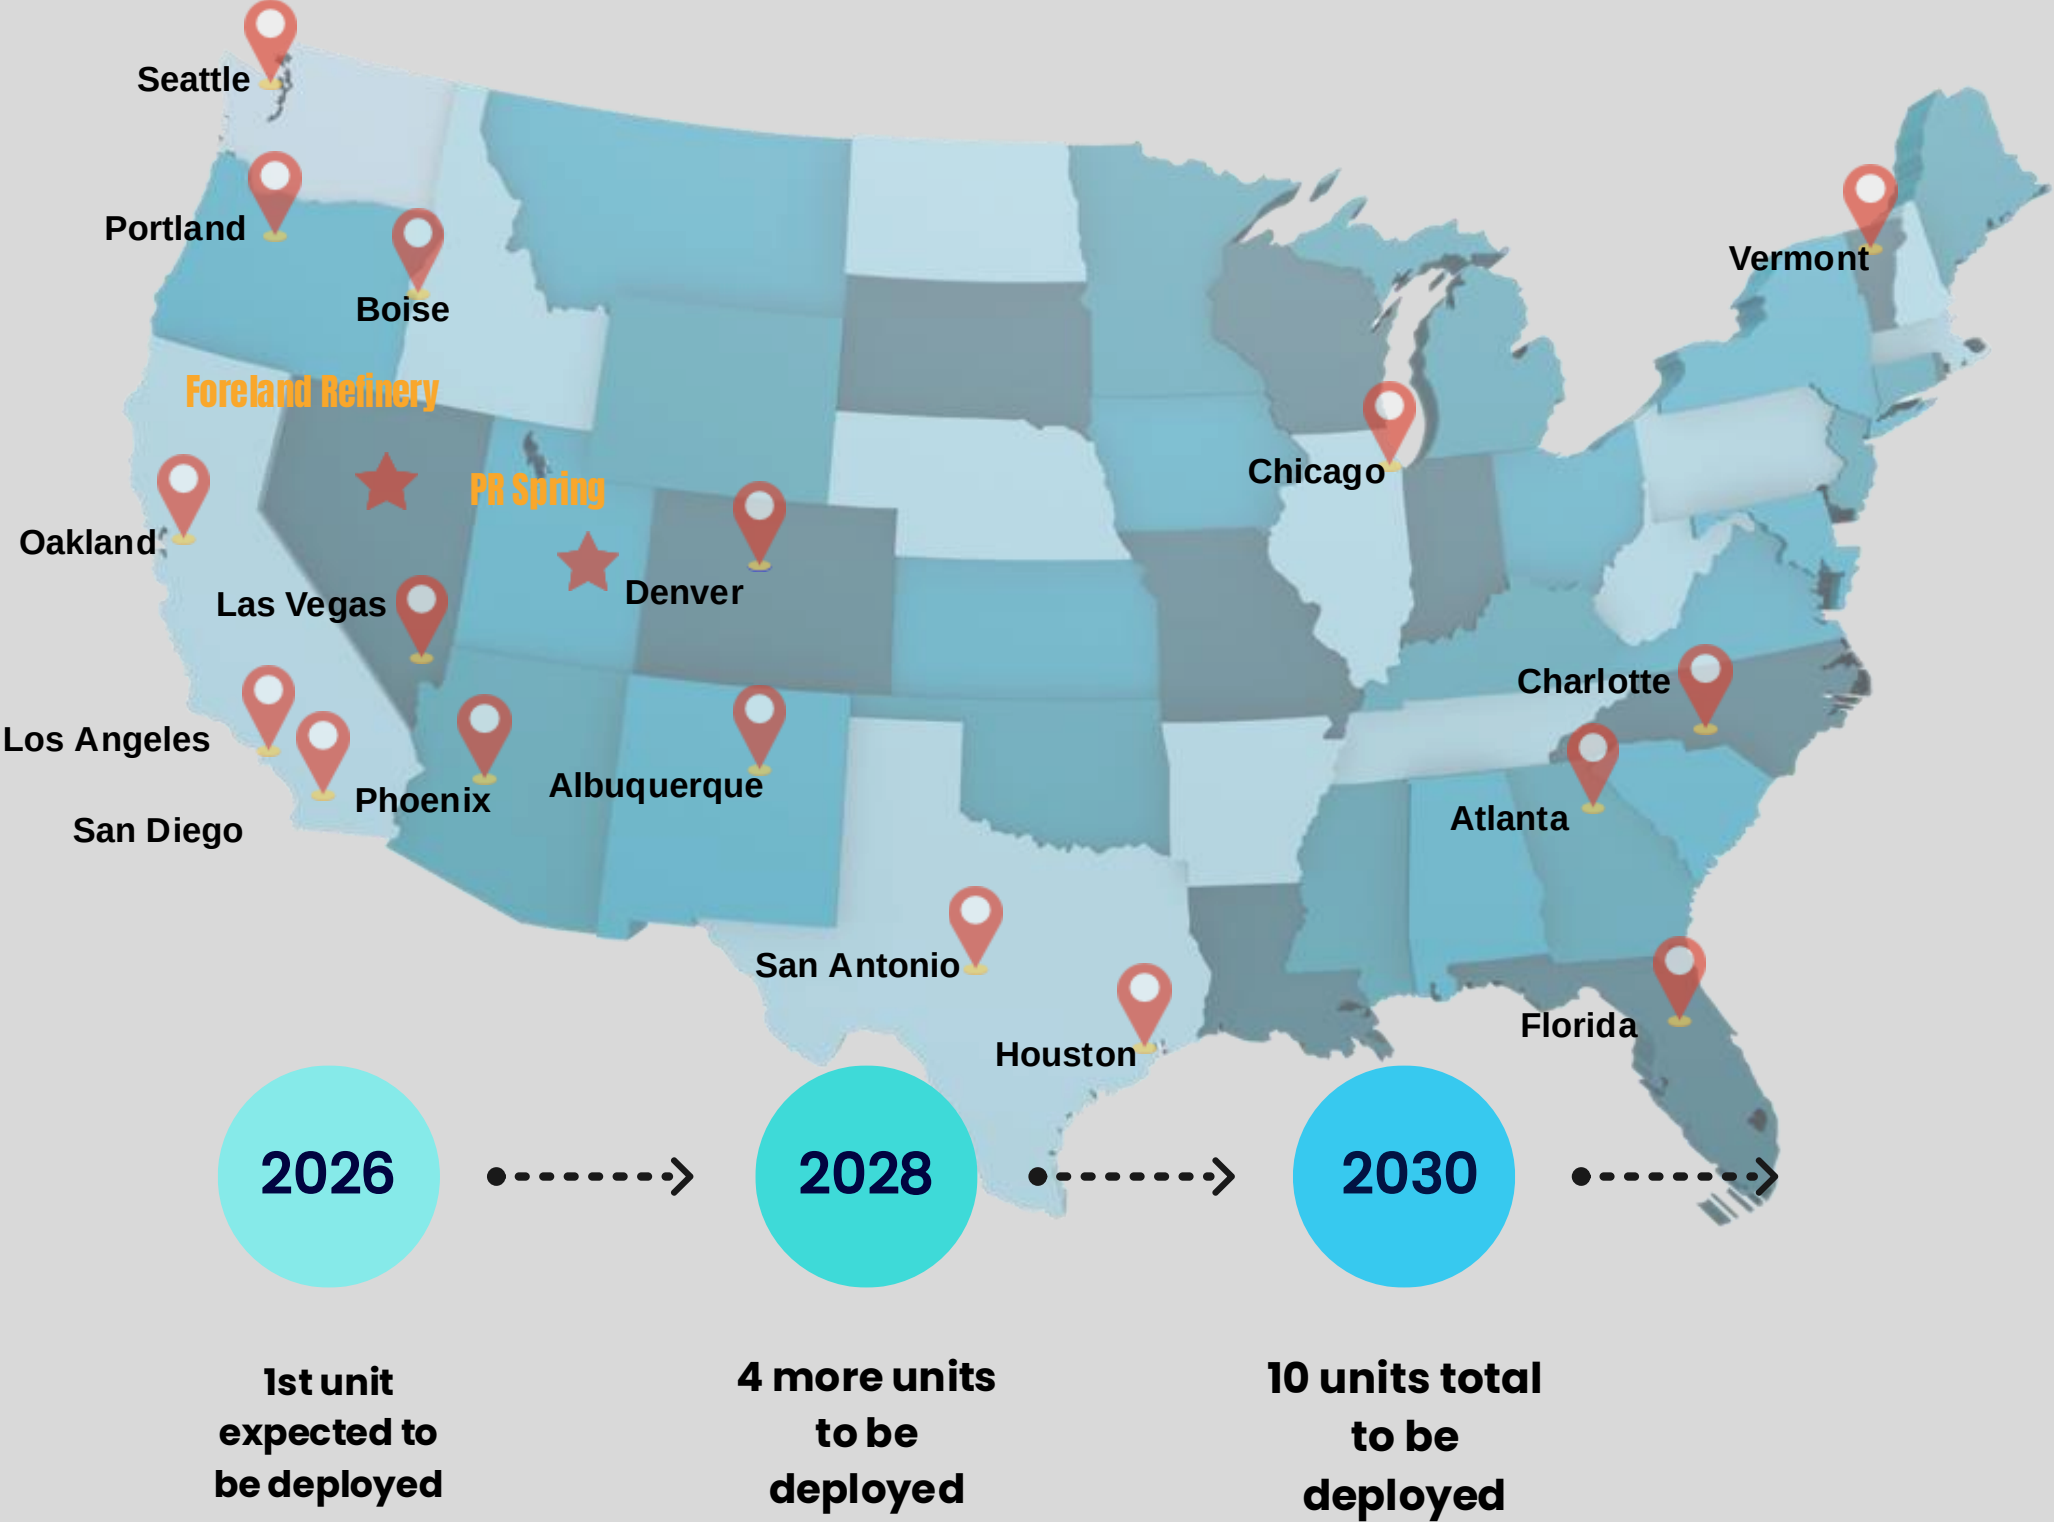 Seattle
Portland
Boise
Vermont
Foreland Refinery
Chicago
PR Spring
Oakland
Denver
Las Vegas
Charlotte
Los Angeles
Phoenix
Albuquerque
Atlanta
San Diego
San Antonio
Florida
Houston
2026
2028
2030
1st unit
expected to
be deployed
4 more units
to be
deployed
10 units total
to be
deployed